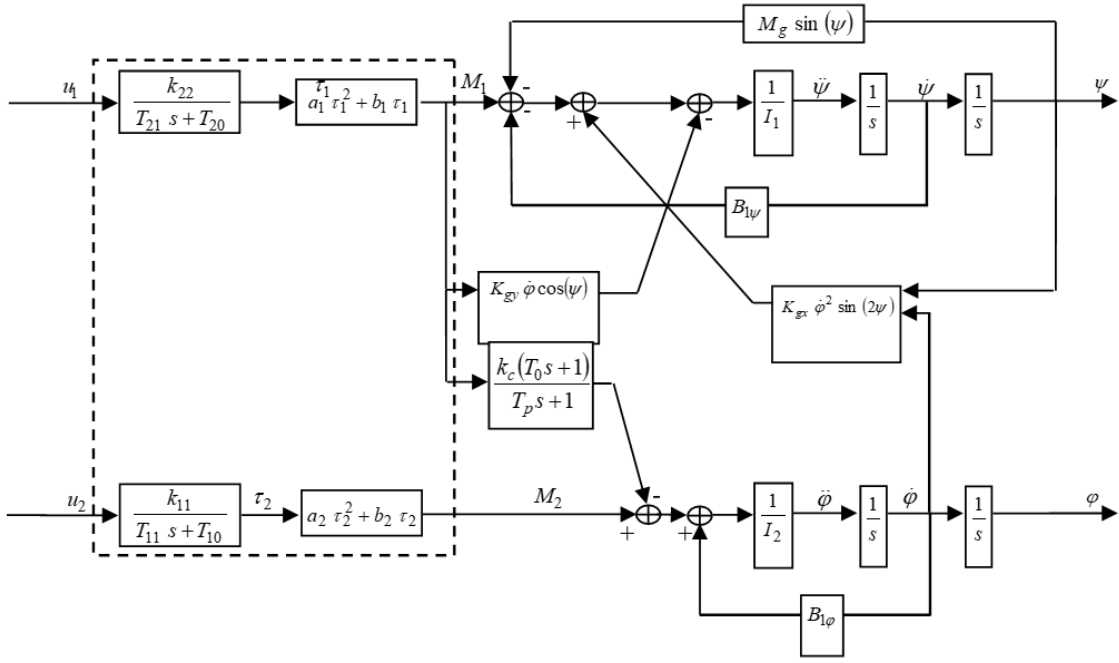 M_g sin (ψ)
u_1
k_22 / (T_21 s + T_20)
τ_1
a_1 τ_1^2 + b_1 τ_1
M_1
-
-
+
-
1 / I_1
ψ̈
1 / s
ψ̇
1 / s
ψ
B_1ψ
K_gy φ̇ cos(ψ)
K_gx φ̇^2 sin (2ψ)
k_c(T_0 s + 1) / (T_p s + 1)
u_2
k_11 / (T_11 s + T_10)
τ_2
a_2 τ_2^2 + b_2 τ_2
M_2
-
+
+
1 / I_2
φ̈
1 / s
φ̇
1 / s
φ
B_1φ